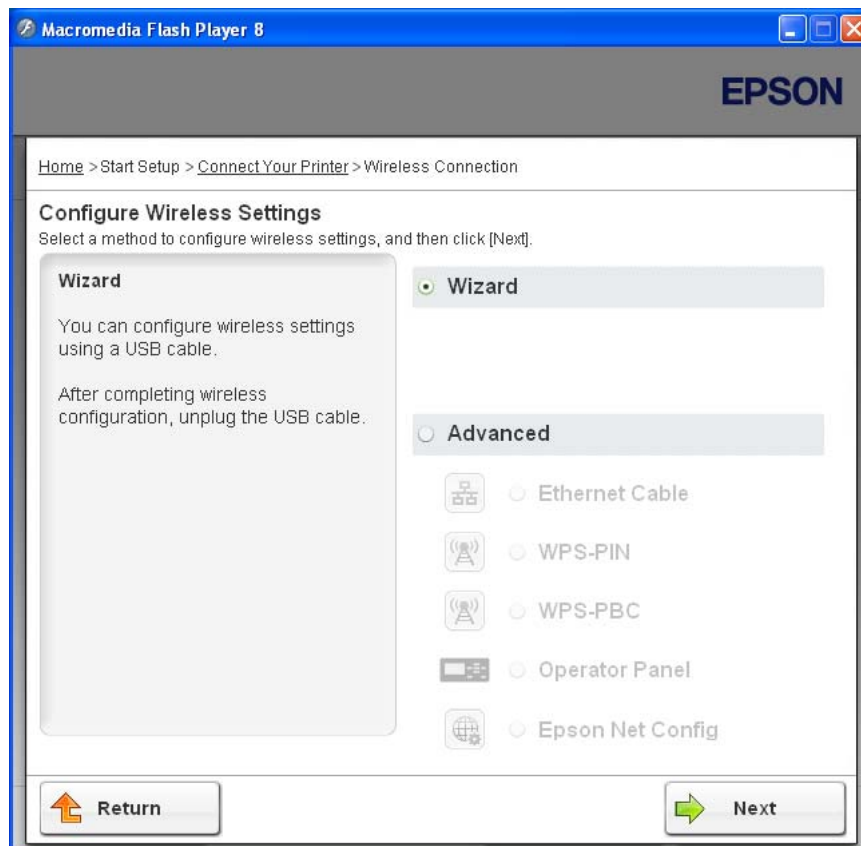 Macromedia Flash Player 8
EPSON
Home > Start Setup > Connect Your Printer > Wireless Connection
Configure Wireless Settings
Select a method to configure wireless settings, and then click [Next].
Wizard
You can configure wireless settings
using a USB cable.
After completing wireless
configuration, unplug the USB cable.
Wizard
Advanced
Ethernet Cable
WPS-PIN
WPS-PBC
Operator Panel
Epson Net Config
Return
Next